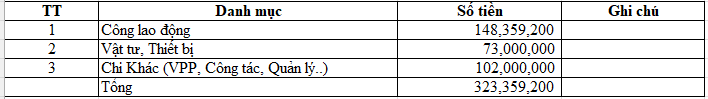 TT Danh mục Số tiền Ghi chú
1 Công lao động 148,359,200
2 Vật tư, Thiết bị 73,000,000
3 Chi Khác (VPP, Công tác, Quản lý..) 102,000,000
Tổng 323,359,200